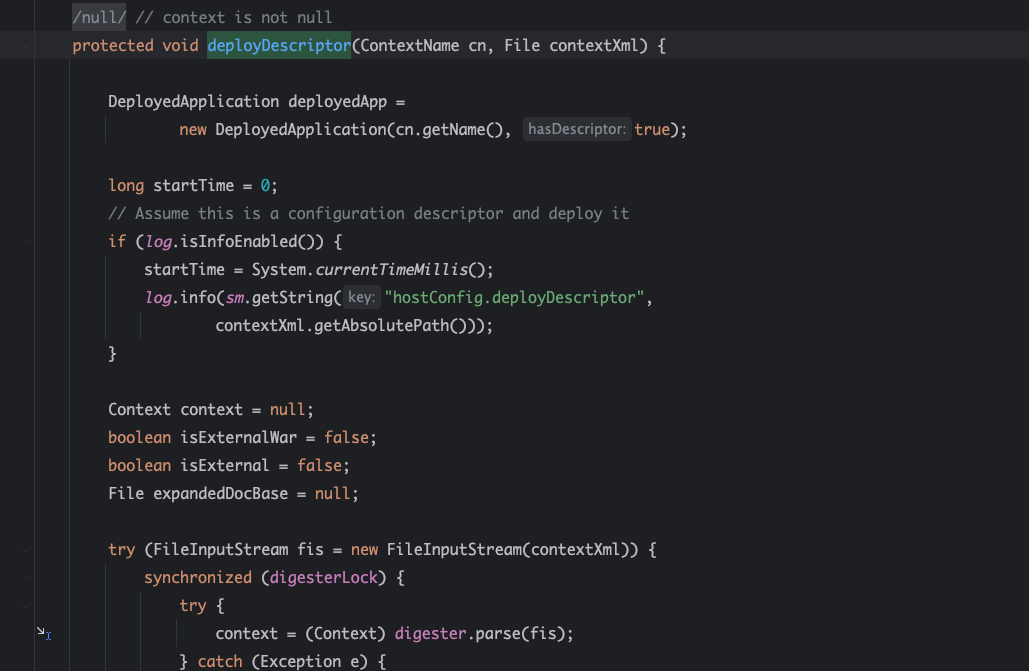 /null/ // context is not null
protected void deployDescriptor(ContextName cn, File contextXml) {
DeployedApplication deployedApp =
new DeployedApplication(cn.getName(), hasDescriptor: true);
long startTime = 0;
// Assume this is a configuration descriptor and deploy it
if (log.isInfoEnabled()) {
startTime = System.currentTimeMillis();
log.info(sm.getString( key: "hostConfig.deployDescriptor",
contextXml.getAbsolutePath()));
}
Context context = null;
boolean isExternalWar = false;
boolean isExternal = false;
File expandedDocBase = null;
try (FileInputStream fis = new FileInputStream(contextXml)) {
synchronized (digesterLock) {
try {
context = (Context) digester.parse(fis);
} catch (Exception e) {